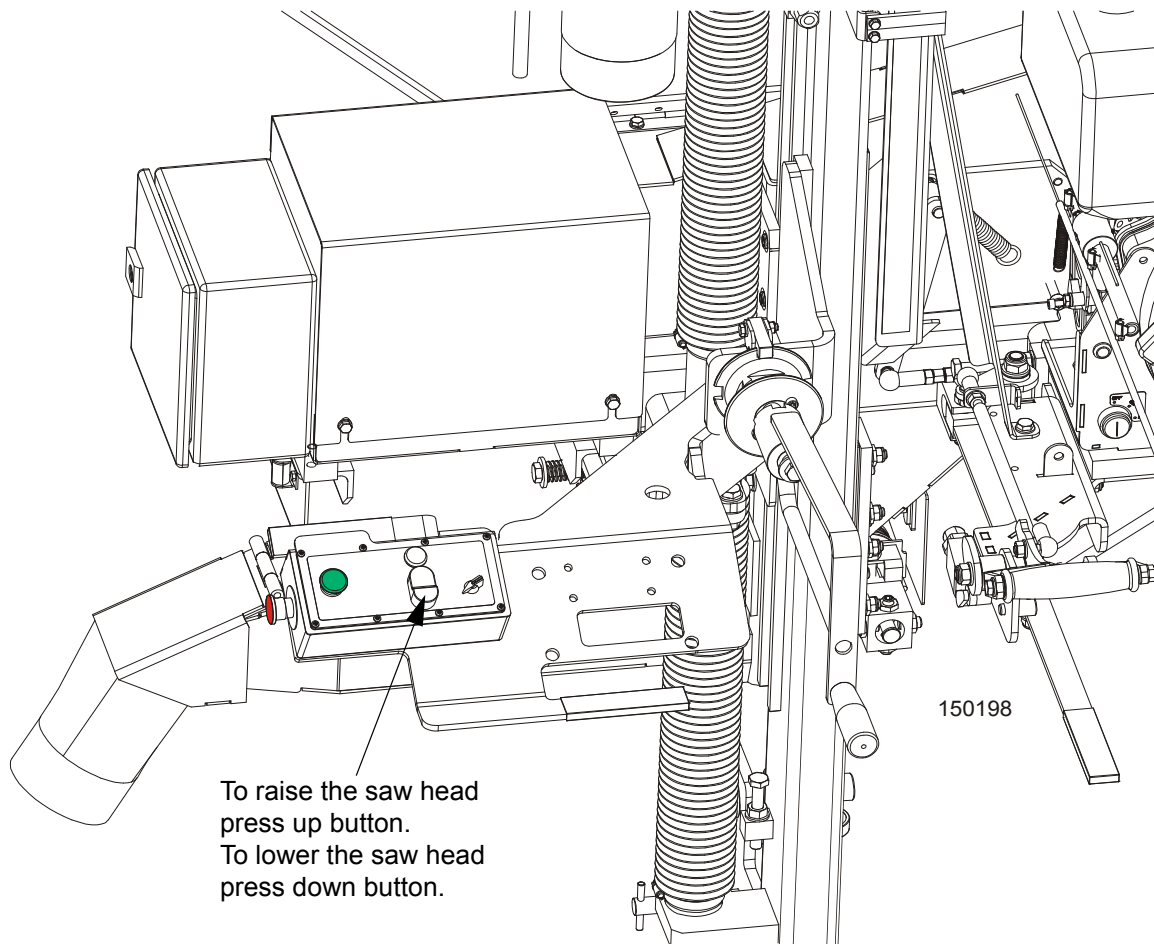 150198
To raise the saw head
press up button.
To lower the saw head
press down button.